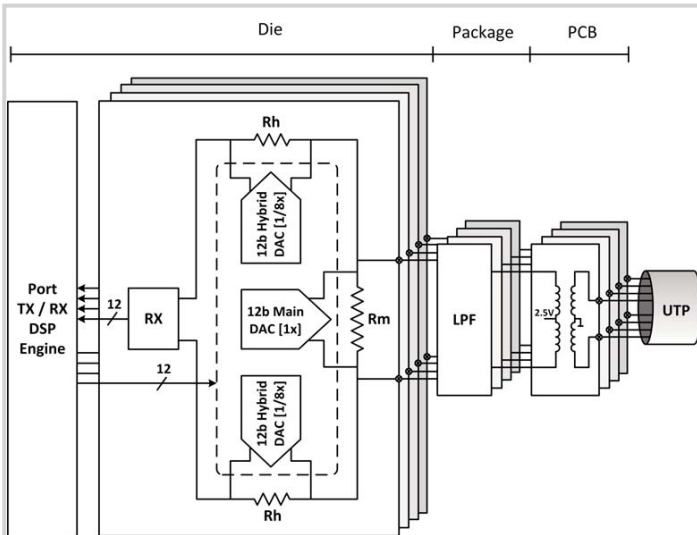 Die
Package
PCB
Rh
12b Hybrid
DAC [1/8x]
Port
TX / RX
DSP
Engine
12
RX
12b Main
DAC [1x]
Rm
LPF
2.5V
1
UTP
12
12b Hybrid
DAC [1/8x]
Rh